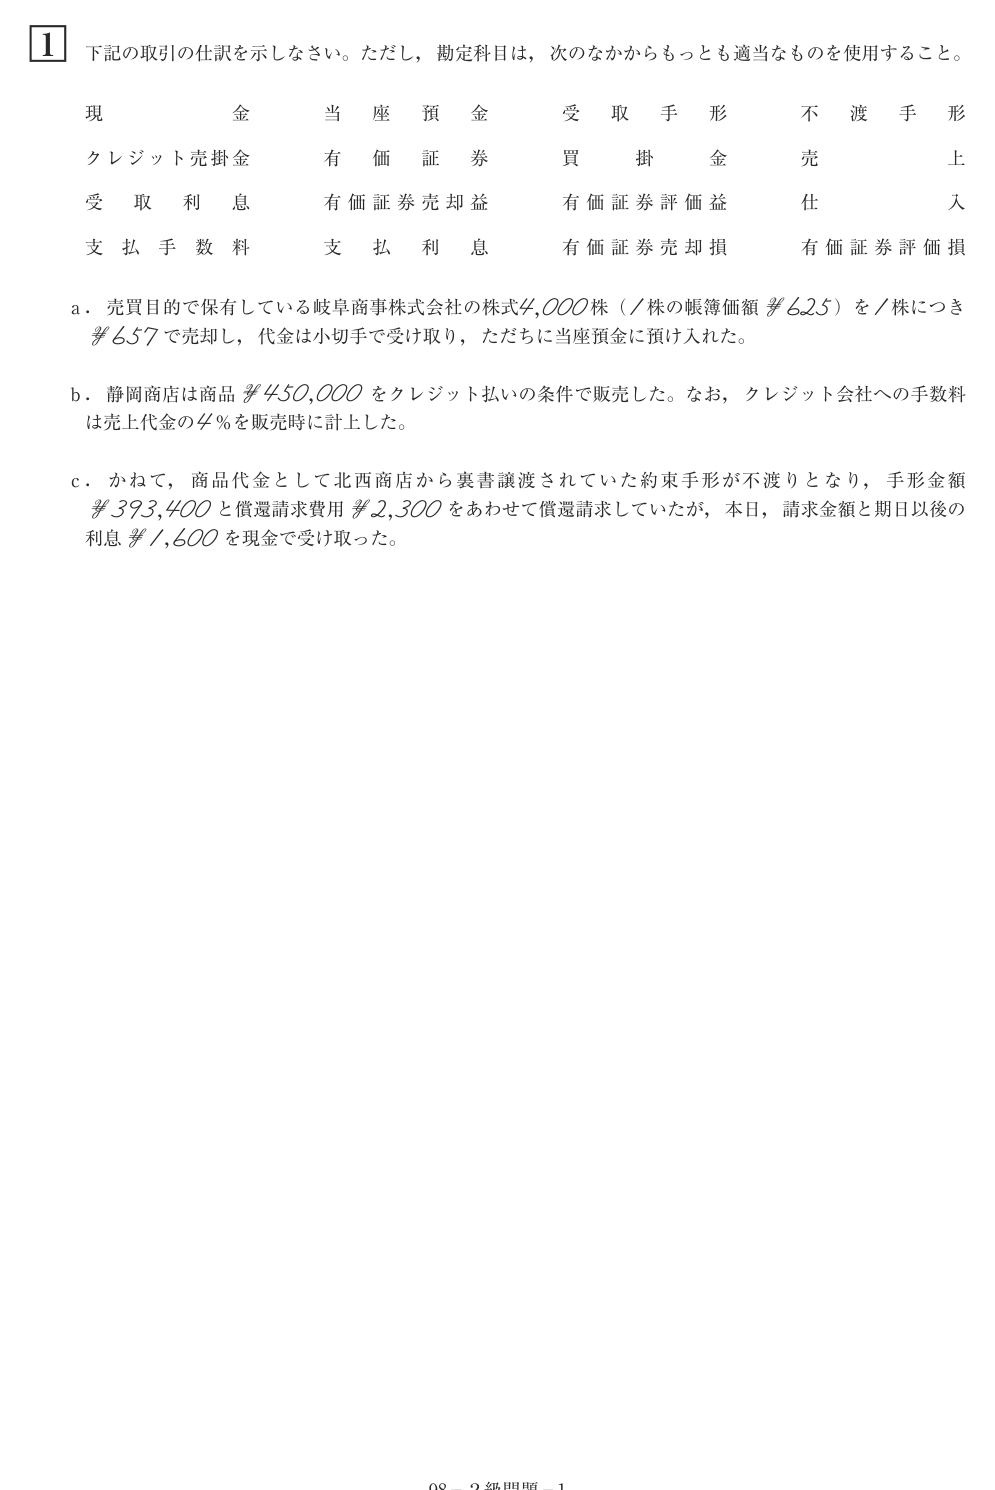 1 下記の取引の仕訳を示しなさい。ただし，勘定科目は，次のなかからもっとも適当なものを使用すること。
現金 当座預金 受取手形 不渡手形
クレジット売掛金 有価証券 買掛金 売上
受取利息 有価証券売却益 有価証券評価益 仕入
支払手数料 支払利息 有価証券売却損 有価証券評価損
a．売買目的で保有している岐阜商事株式会社の株式4,000株（1株の帳簿価額¥625）を1株につき
¥657で売却し，代金は小切手で受け取り，ただちに当座預金に預け入れた。
b．静岡商店は商品¥450,000をクレジット払いの条件で販売した。なお，クレジット会社への手数料
は売上代金の4％を販売時に計上した。
c．かねて，商品代金として北西商店から裏書譲渡されていた約束手形が不渡りとなり，手形金額
¥393,400と償還請求費用¥2,300をあわせて償還請求していたが，本日，請求金額と期日以後の
利息¥1,600を現金で受け取った。
98－2級問題－1